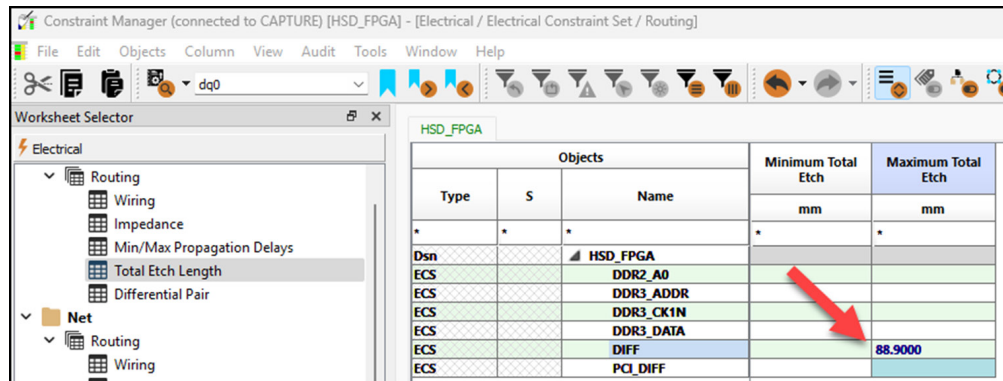 Constraint Manager (connected to CAPTURE) [HSD_FPGA] - [Electrical / Electrical Constraint Set / Routing]
File Edit Objects Column View Audit Tools Window Help
dq0
Worksheet Selector
HSD_FPGA
Electrical
Routing
Wiring
Impedance
Min/Max Propagation Delays
Total Etch Length
Differential Pair
Net
Routing
Wiring
Objects
Minimum Total Etch
Maximum Total Etch
Type S Name
mm mm
* * * * *
Dsn HSD_FPGA
ECS DDR2_A0
ECS DDR3_ADDR
ECS DDR3_CK1N
ECS DDR3_DATA
ECS DIFF 88.9000
ECS PCI_DIFF